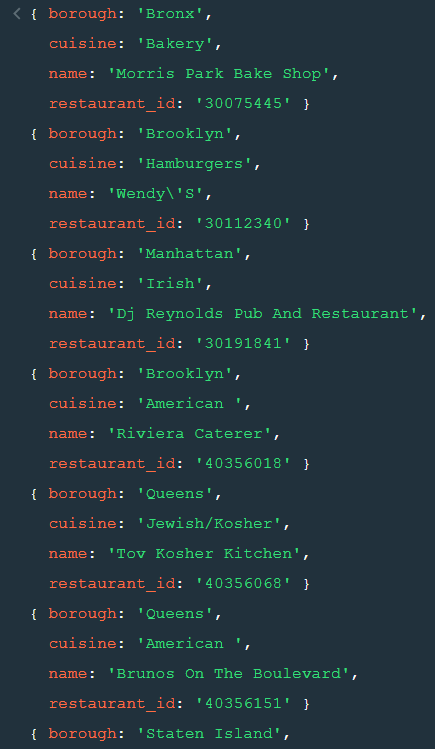 { borough: 'Bronx',
cuisine: 'Bakery',
name: 'Morris Park Bake Shop',
restaurant_id: '30075445' }
{ borough: 'Brooklyn',
cuisine: 'Hamburgers',
name: 'Wendy\'S',
restaurant_id: '30112340' }
{ borough: 'Manhattan',
cuisine: 'Irish',
name: 'Dj Reynolds Pub And Restaurant',
restaurant_id: '30191841' }
{ borough: 'Brooklyn',
cuisine: 'American ',
name: 'Riviera Caterer',
restaurant_id: '40356018' }
{ borough: 'Queens',
cuisine: 'Jewish/Kosher',
name: 'Tov Kosher Kitchen',
restaurant_id: '40356068' }
{ borough: 'Queens',
cuisine: 'American ',
name: 'Brunos On The Boulevard',
restaurant_id: '40356151' }
{ borough: 'Staten Island',